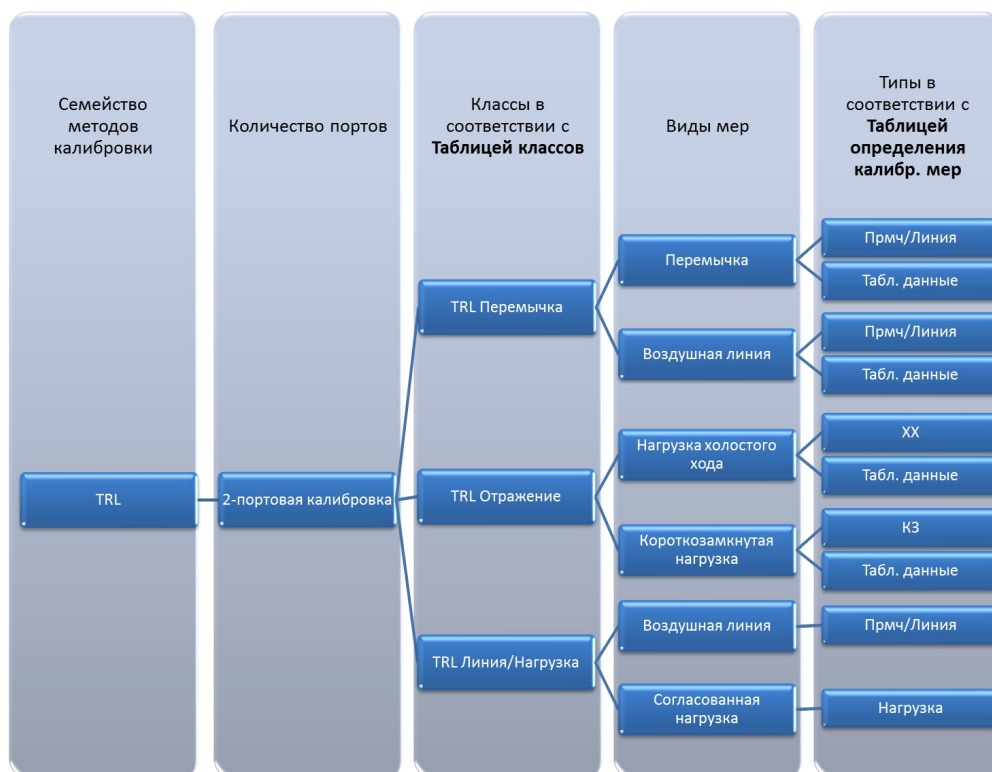 Семейство
методов
калибровки
Количество портов
Классы в
соответствии с
Таблицей классов
Виды мер
Типы в
соответствии с
Таблицей
определения
калибр. мер
TRL
2-портовая калибровка
TRL Перемычка
TRL Отражение
TRL Линия/Нагрузка
Перемычка
Воздушная линия
Нагрузка холостого
хода
Короткозамкнутая
нагрузка
Воздушная линия
Согласованная
нагрузка
Прмч/Линия
Табл. данные
Прмч/Линия
Табл. данные
ХХ
Табл. данные
КЗ
Табл. данные
Прмч/Линия
Нагрузка